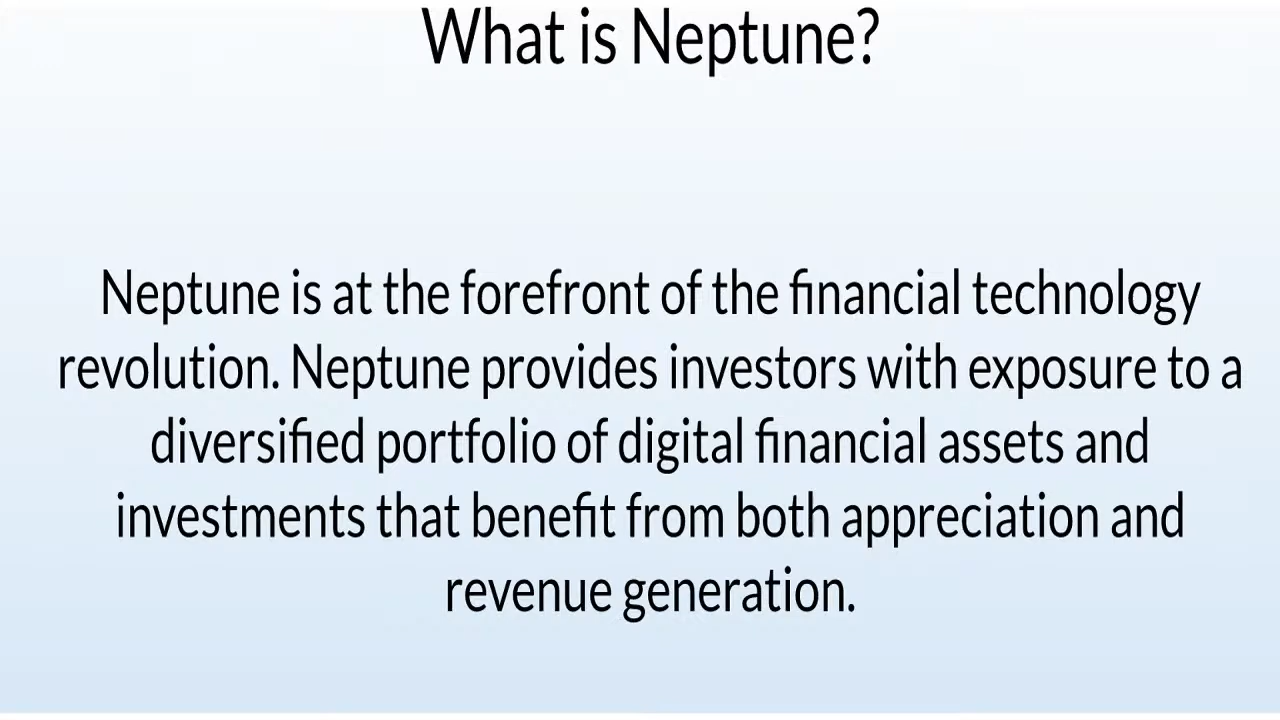 What is Neptune?
Neptune is at the forefront of the financial technology
revolution. Neptune provides investors with exposure to a
diversified portfolio of digital financial assets and
investments that benefit from both appreciation and
revenue generation.